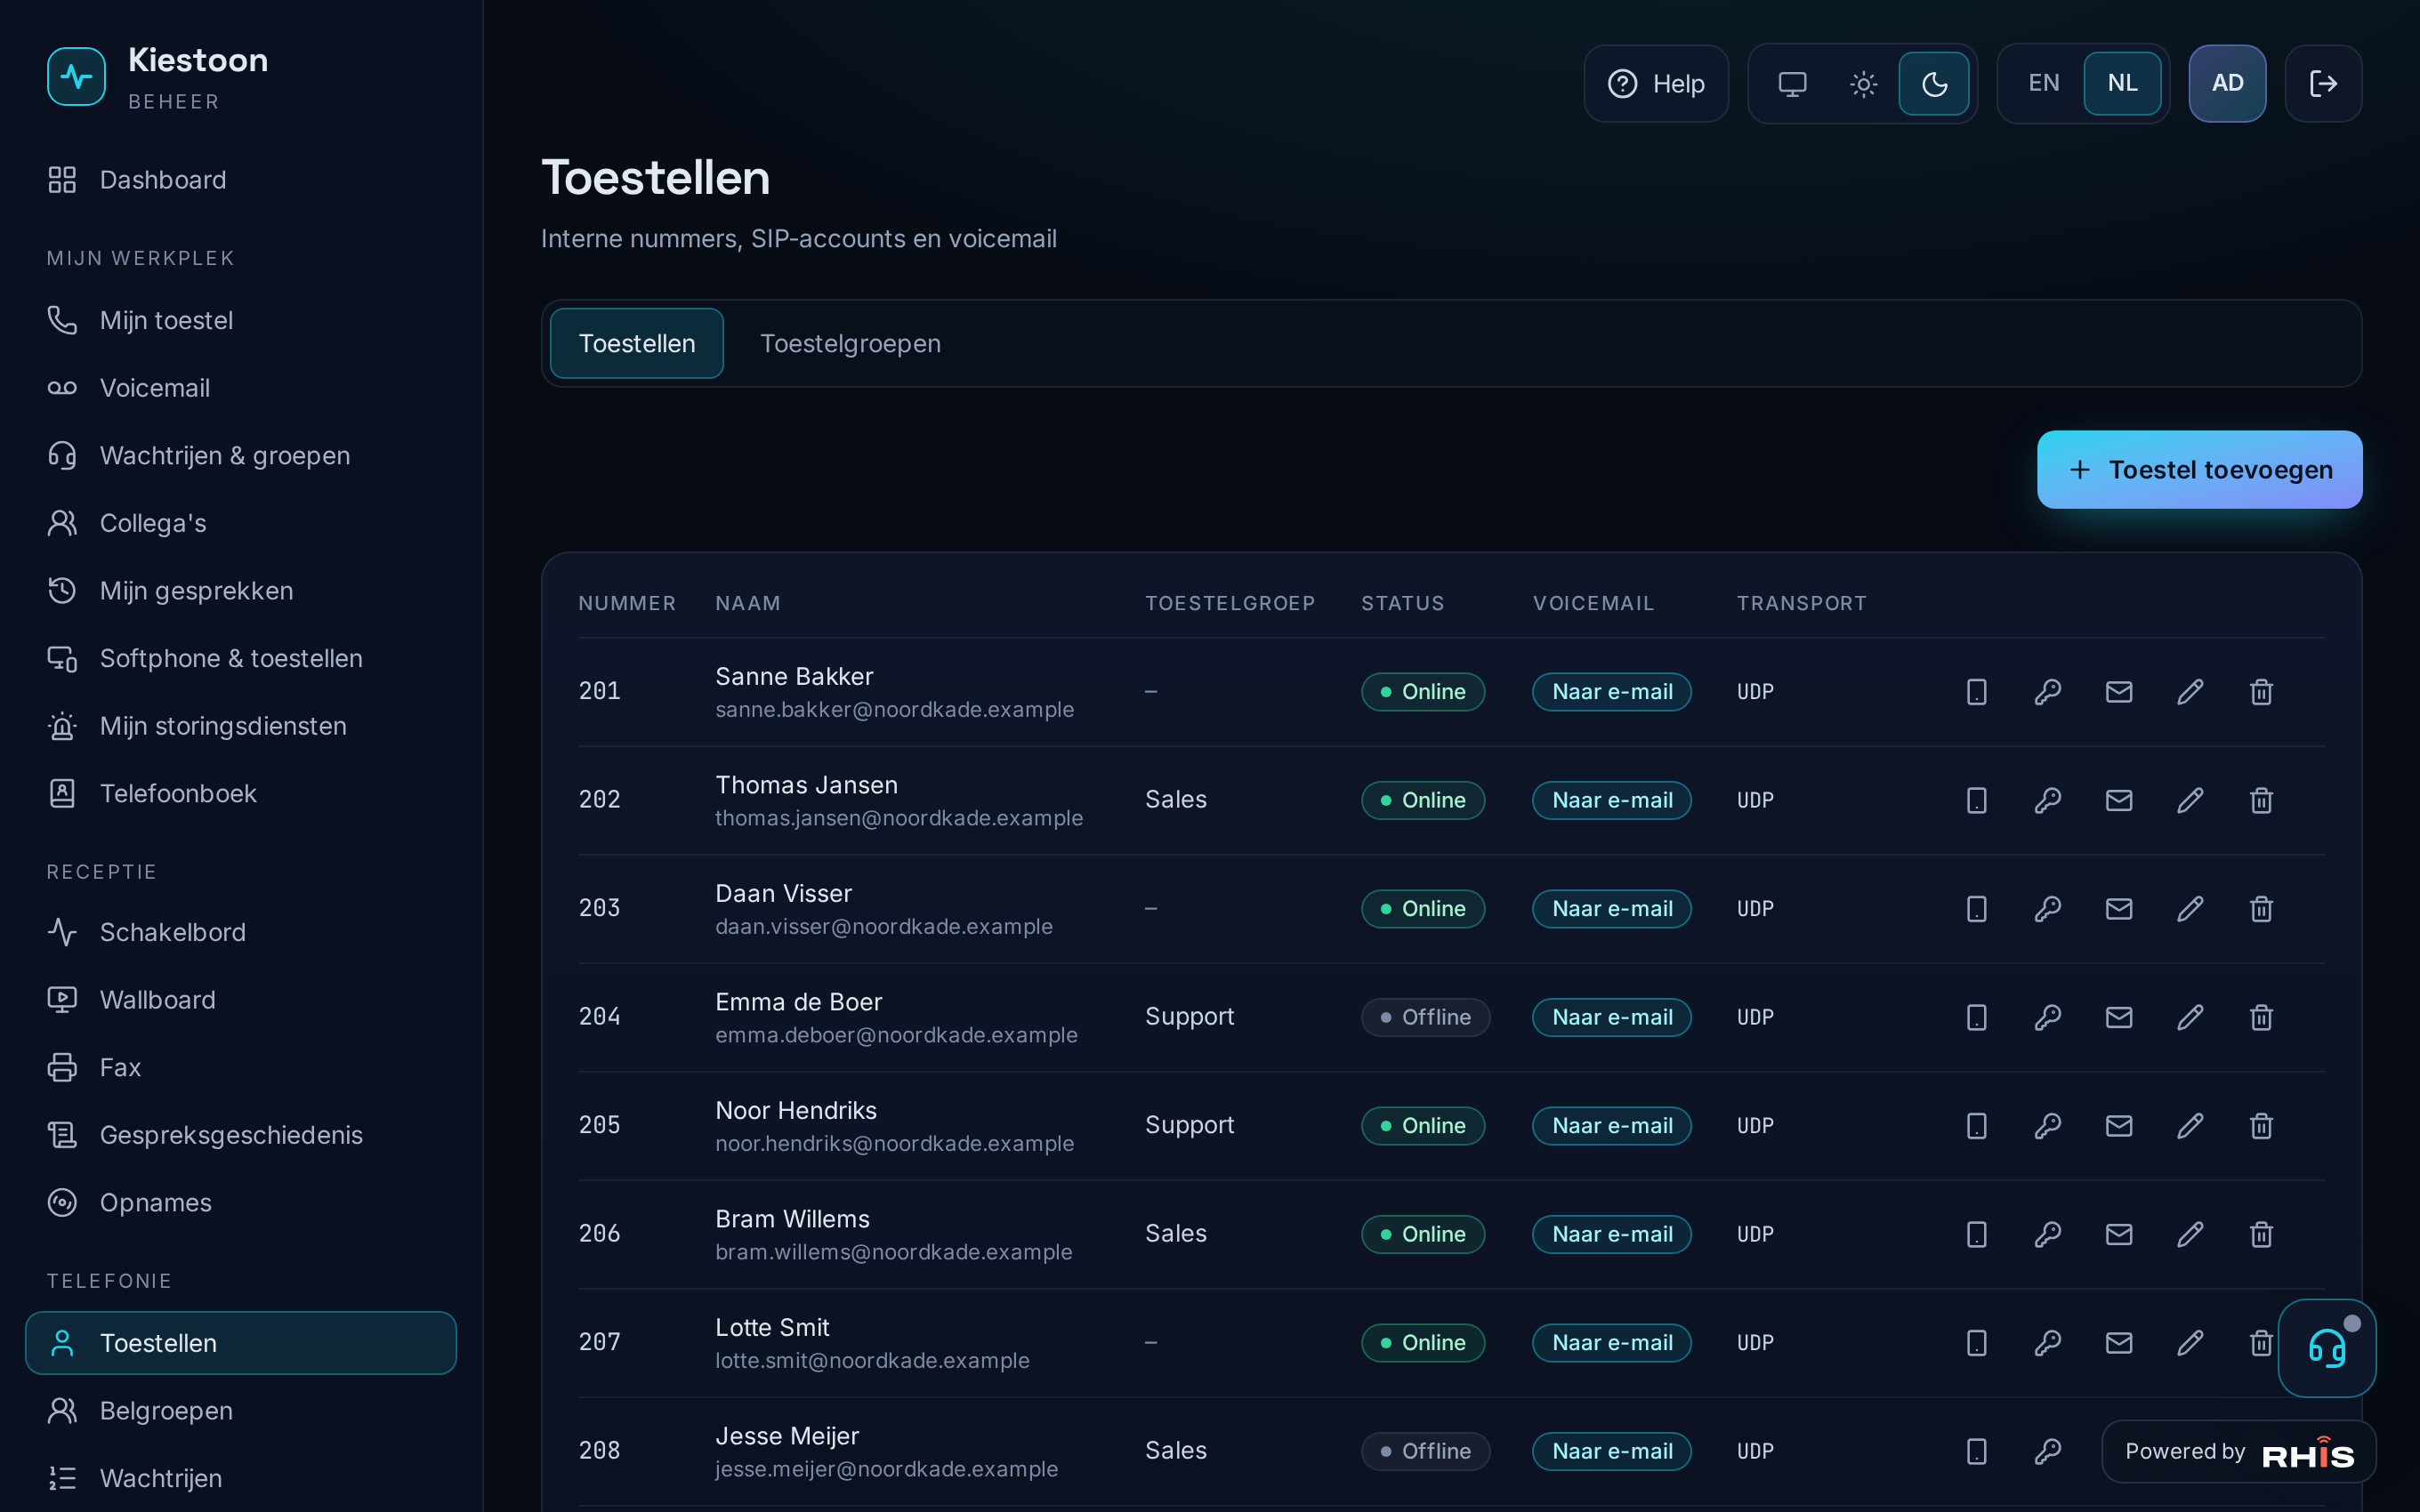 Kiestoon
BEHEER
Dashboard
MIJN WERKPLEK
Mijn toestel
Voicemail
Wachtrijen & groepen
Collega's
Mijn gesprekken
Softphone & toestellen
Mijn storingsdiensten
Telefoonboek
RECEPTIE
Schakelbord
Wallboard
Fax
Gespreksgeschiedenis
Opnames
TELEFONIE
Toestellen
Belgroepen
Wachtrijen
Help
EN NL
AD
Toestellen
Interne nummers, SIP-accounts en voicemail
Toestellen Toestelgroepen
Toestel toevoegen
NUMMER NAAM TOESTELGROEP STATUS VOICEMAIL TRANSPORT
201 Sanne Bakker – Online Naar e-mail UDP
sanne.bakker@noordkade.example
202 Thomas Jansen Sales Online Naar e-mail UDP
thomas.jansen@noordkade.example
203 Daan Visser – Online Naar e-mail UDP
daan.visser@noordkade.example
204 Emma de Boer Support Offline Naar e-mail UDP
emma.deboer@noordkade.example
205 Noor Hendriks Support Online Naar e-mail UDP
noor.hendriks@noordkade.example
206 Bram Willems Sales Online Naar e-mail UDP
bram.willems@noordkade.example
207 Lotte Smit – Online Naar e-mail UDP
lotte.smit@noordkade.example
208 Jesse Meijer Sales Offline Naar e-mail UDP
jesse.meijer@noordkade.example
Powered by RHIS